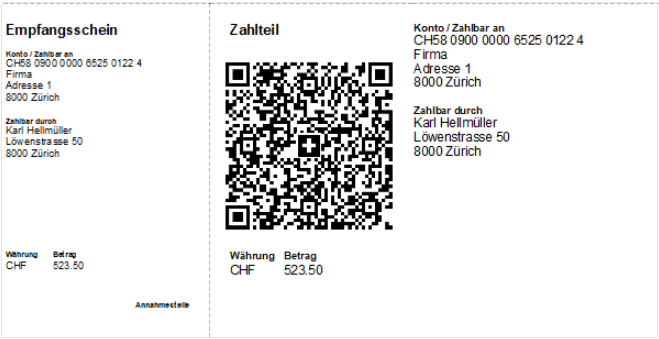 Empfangsschein
Konto / Zahlbar an
CH58 0900 0000 6525 0122 4
Firma
Adresse 1
8000 Zürich
Zahlbar durch
Karl Hellmüller
Löwenstrasse 50
8000 Zürich
Währung Betrag
CHF 523.50
Annahmestelle
Zahlteil
Währung Betrag
CHF 523.50
Konto / Zahlbar an
CH58 0900 0000 6525 0122 4
Firma
Adresse 1
8000 Zürich
Zahlbar durch
Karl Hellmüller
Löwenstrasse 50
8000 Zürich